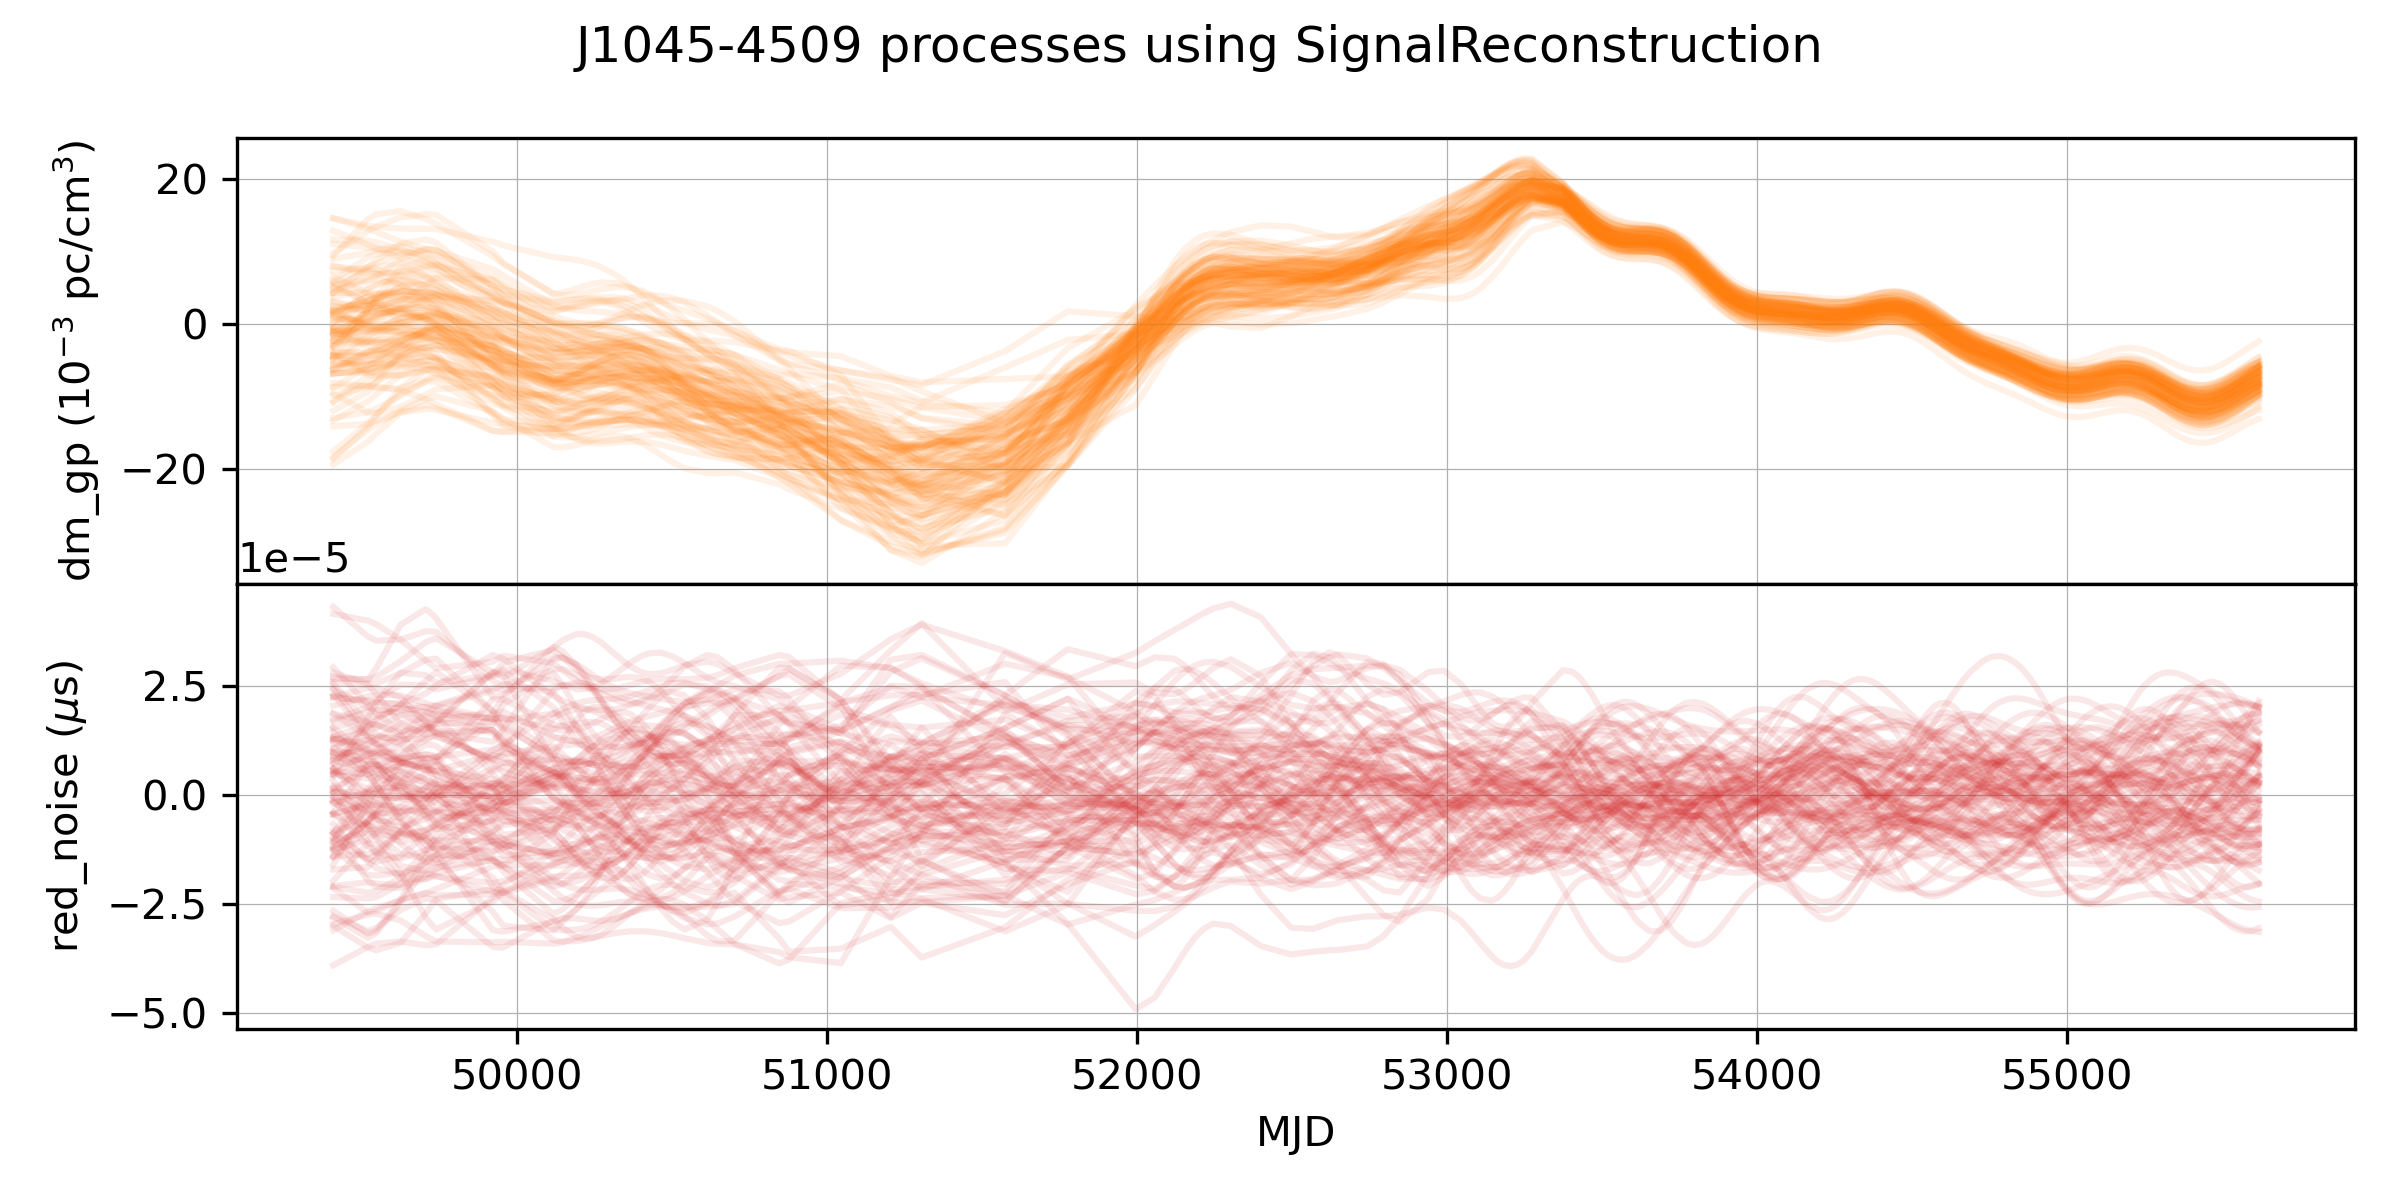 J1045-4509 processes using SignalReconstruction
dm_gp (10⁻³ pc/cm³)
20
0
−20
1e−5
red_noise (μs)
2.5
0.0
−2.5
−5.0
50000 51000 52000 53000 54000 55000
MJD